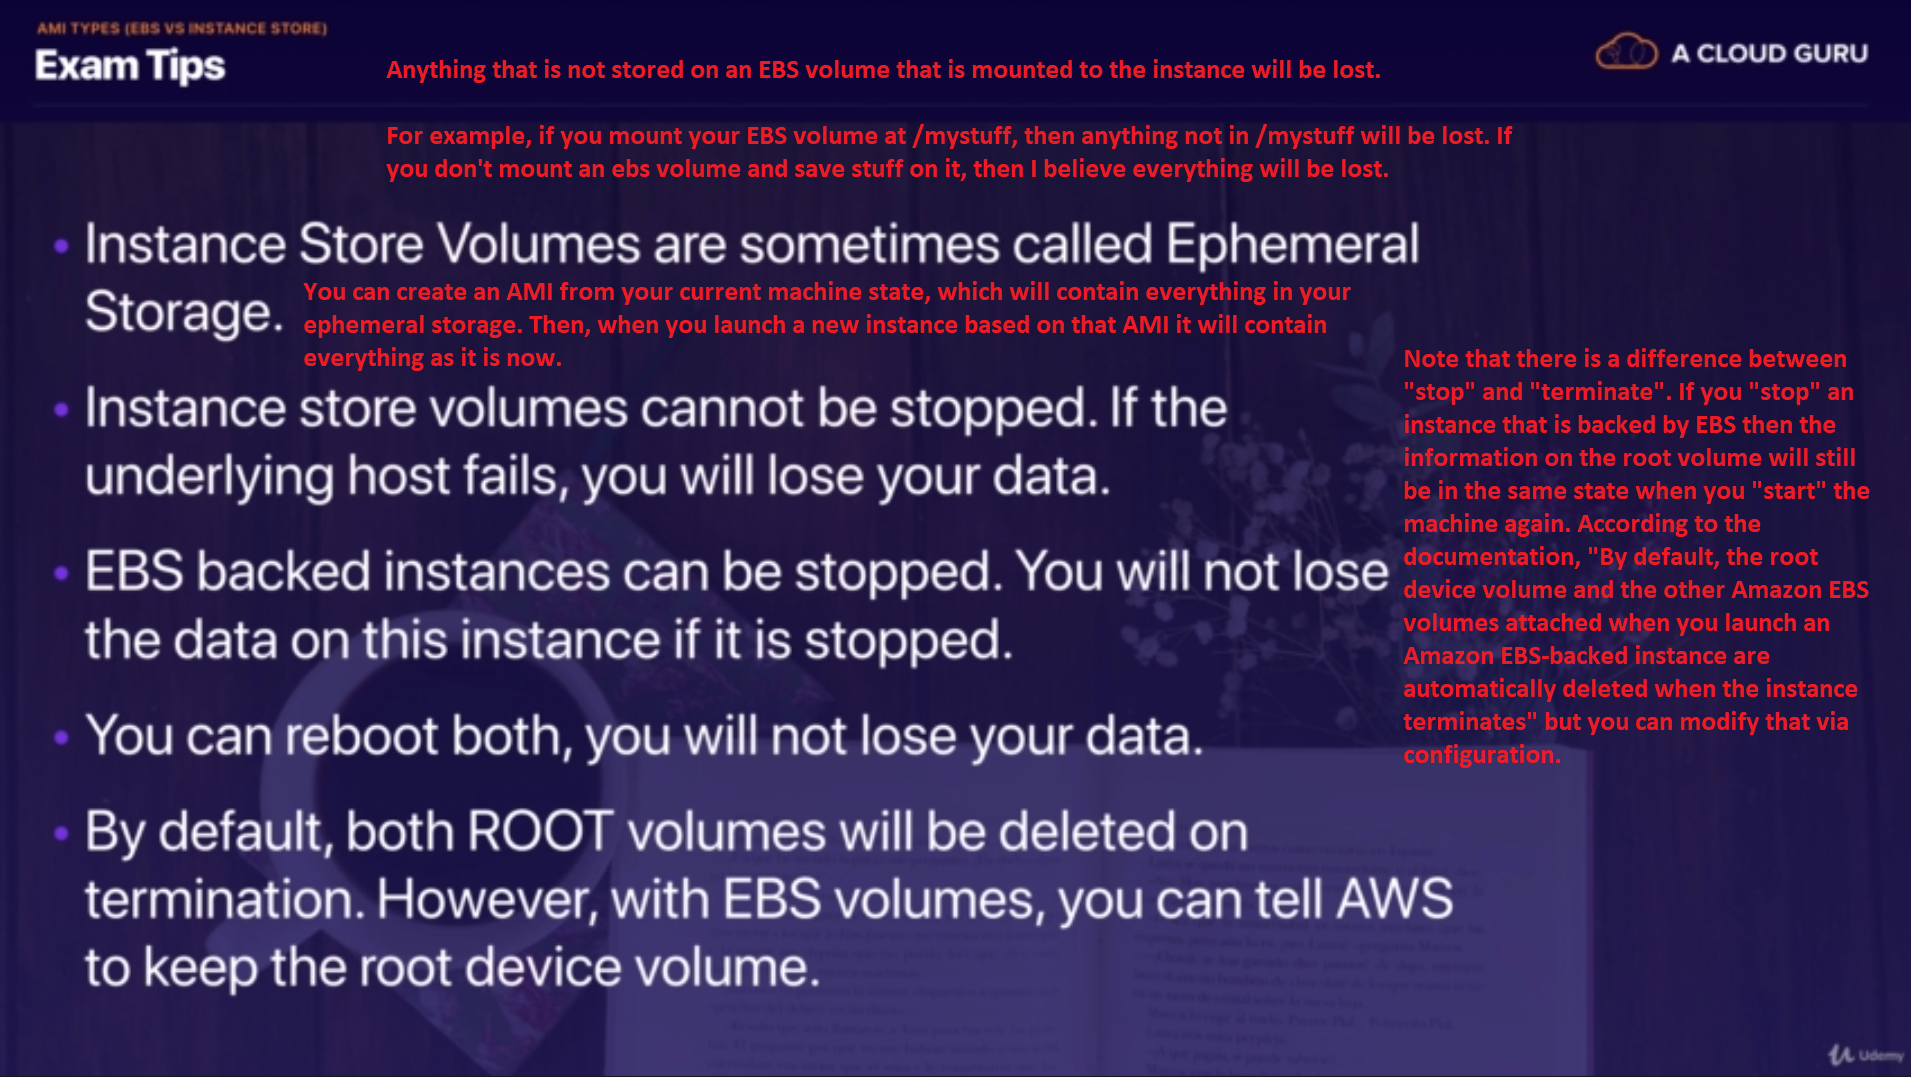 AMI TYPES (EBS VS INSTANCE STORE)
Exam Tips
A CLOUD GURU
Anything that is not stored on an EBS volume that is mounted to the instance will be lost.
For example, if you mount your EBS volume at /mystuff, then anything not in /mystuff will be lost. If
you don't mount an ebs volume and save stuff on it, then I believe everything will be lost.
• Instance Store Volumes are sometimes called Ephemeral
Storage.
You can create an AMI from your current machine state, which will contain everything in your
ephemeral storage. Then, when you launch a new instance based on that AMI it will contain
everything as it is now.
• Instance store volumes cannot be stopped. If the
underlying host fails, you will lose your data.
• EBS backed instances can be stopped. You will not lose
the data on this instance if it is stopped.
• You can reboot both, you will not lose your data.
• By default, both ROOT volumes will be deleted on
termination. However, with EBS volumes, you can tell AWS
to keep the root device volume.
Note that there is a difference between
"stop" and "terminate". If you "stop" an
instance that is backed by EBS then the
information on the root volume will still
be in the same state when you "start" the
machine again. According to the
documentation, "By default, the root
device volume and the other Amazon EBS
volumes attached when you launch an
Amazon EBS-backed instance are
automatically deleted when the instance
terminates" but you can modify that via
configuration.
Udemy